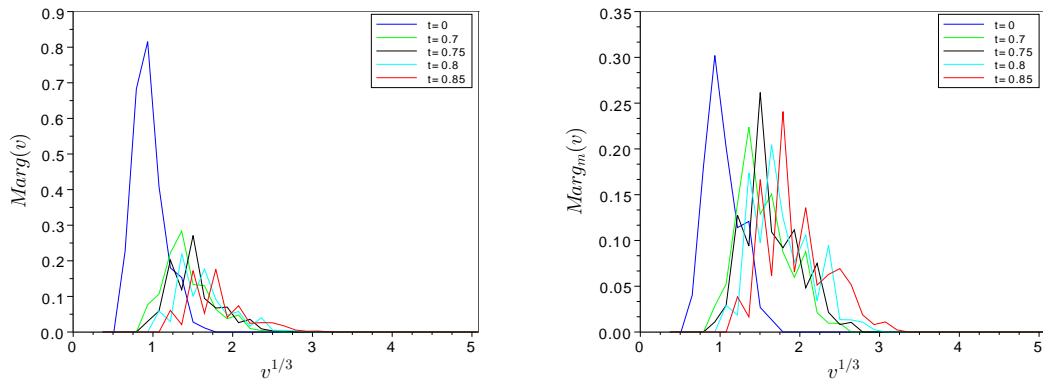 0.9
0.8
0.7
0.6
0.5
0.4
0.3
0.2
0.1
0.0
0 1 2 3 4 5
Marg(v)
v^{1/3}
t=0
t=0.7
t=0.75
t=0.8
t=0.85
0.35
0.30
0.25
0.20
0.15
0.10
0.05
0.00
0 1 2 3 4 5
Marg_m(v)
v^{1/3}
t=0
t=0.7
t=0.75
t=0.8
t=0.85